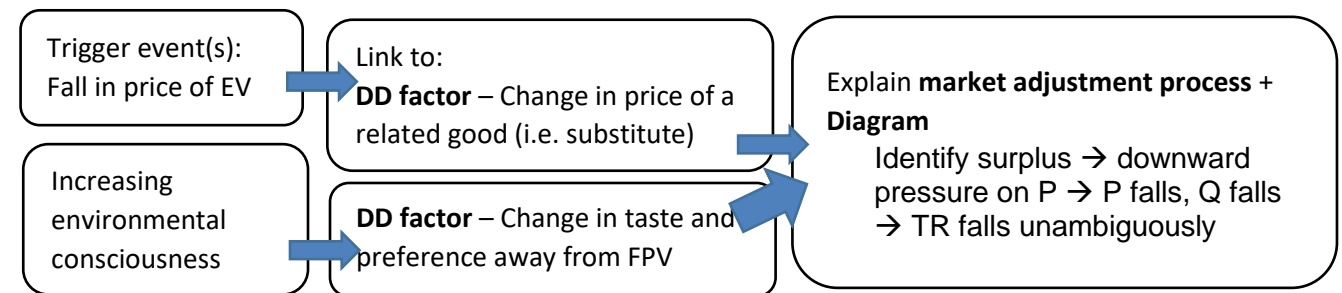 Trigger event(s):
Fall in price of EV
Link to:
DD factor – Change in price of a
related good (i.e. substitute)
Increasing
environmental
consciousness
DD factor – Change in taste and
preference away from FPV
Explain market adjustment process +
Diagram
Identify surplus → downward
pressure on P → P falls, Q falls
→ TR falls unambiguously